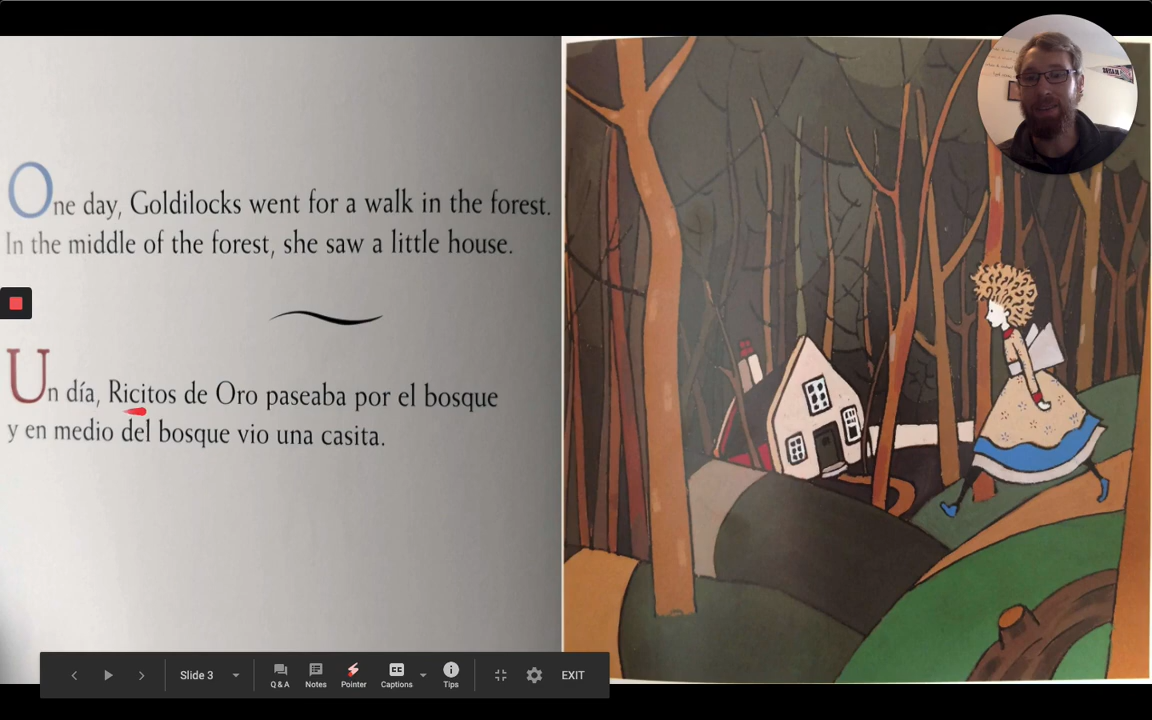 One day, Goldilocks went for a walk in the forest.
In the middle of the forest, she saw a little house.
Un día, Ricitos de Oro paseaba por el bosque
y en medio del bosque vio una casita.
Slide 3
Q & A
Notes
Pointer
CC
Captions
Tips
EXIT